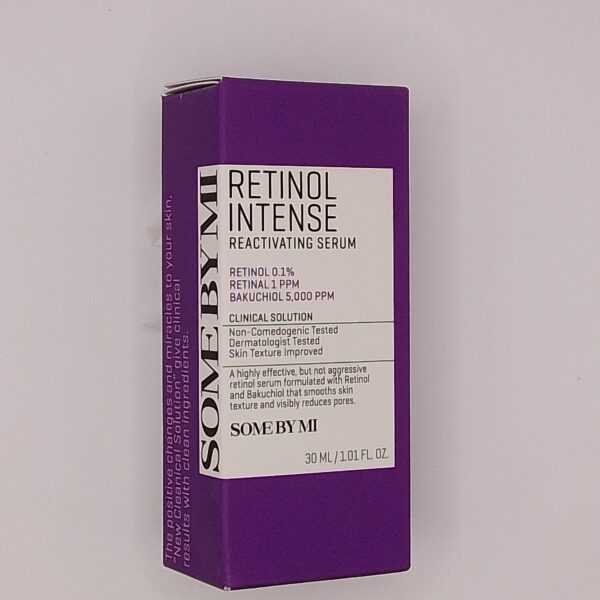 RETINOL
INTENSE
REACTIVATING SERUM
RETINOL 0.1%
RETINAL 1 PPM
BAKUCHIOL 5,000 PPM
CLINICAL SOLUTION
Non-Comedogenic Tested
Dermatologist Tested
Skin Texture Improved
A highly effective, but not aggressive
retinol serum formulated with Retinol
and Bakuchiol that smooths skin
texture and visibly reduces pores.
SOME BY MI
30 ML / 1.01 FL. OZ.
SOME BY MI
The positive changes and miracles to your skin.
"New Cleanical Solution" give clinical
results with clean ingredients.